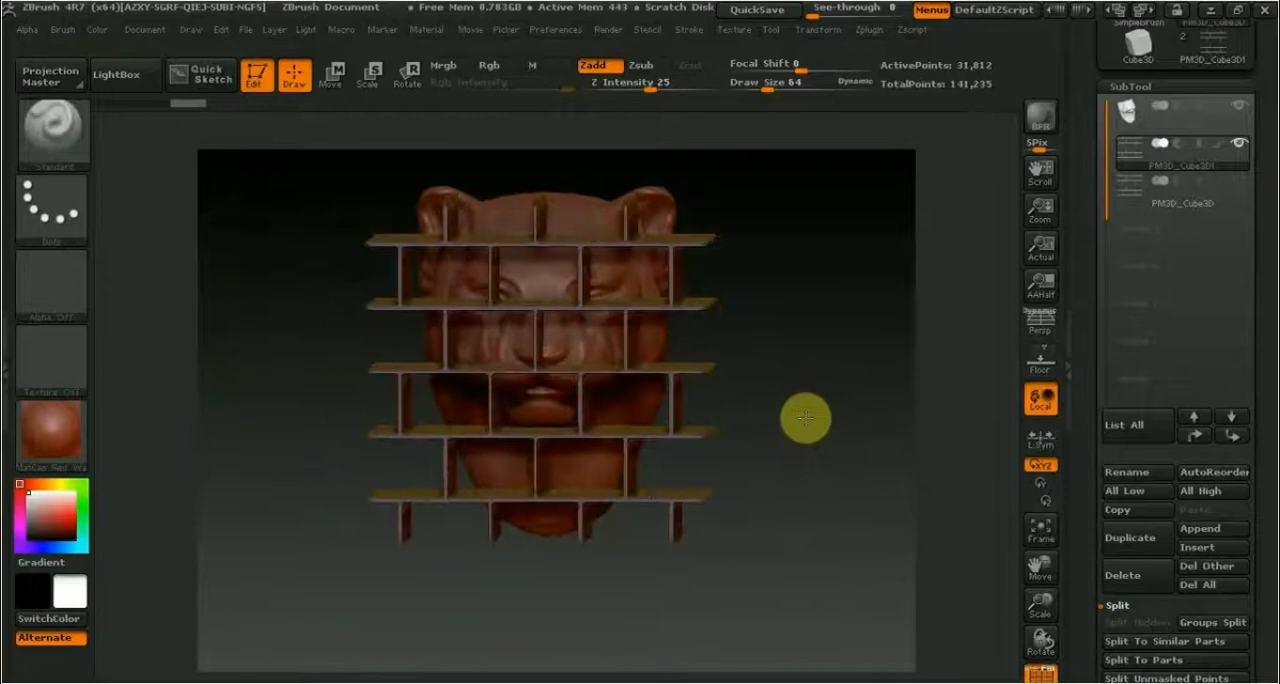 ZBrush 4R7 (x64)[AZXY-SGRF-QIEJ-SUBI-NGFS] ZBrush Document • Free Mem 0.783GB • Active Mem 443 • Scratch Disk QuickSave See-through 0 Menus DefaultZScript
Alpha Brush Color Document Draw Edit File Layer Light Macro Marker Material Movie Picker Preferences Render Stencil Stroke Texture Tool Transform Zplugin Zscript
Projection Master
LightBox
Quick Sketch
Edit
Draw
Move
Scale
Rotate
Mrgb Rgb M
Rgb Intensity
Zadd Zsub Zcut
Z Intensity 25
Focal Shift 0
Draw Size 64 Dynamic
ActivePoints: 31,812
TotalPoints: 141,235
SimpleBrush
PM3D_Cube3D
2
Cube3D
PM3D_Cube3D1
SubTool
PM3D_Cube3D1
PM3D_Cube3D
Standard
Dots
Alpha Off
Texture Off
MatCap Red Wa
Gradient
SwitchColor
Alternate
BPR
SPix
Scroll
Zoom
Actual
AAHalf
Dynamic
Persp
Floor
Local
L.Sym
XYZ
Frame
Move
Scale
Rotate
List All
Rename AutoReorder
All Low All High
Copy Paste
Duplicate
Append
Insert
Delete
Del Other
Del All
Split
Split Hidden Groups Split
Split To Similar Parts
Split To Parts
Split Unmasked Points